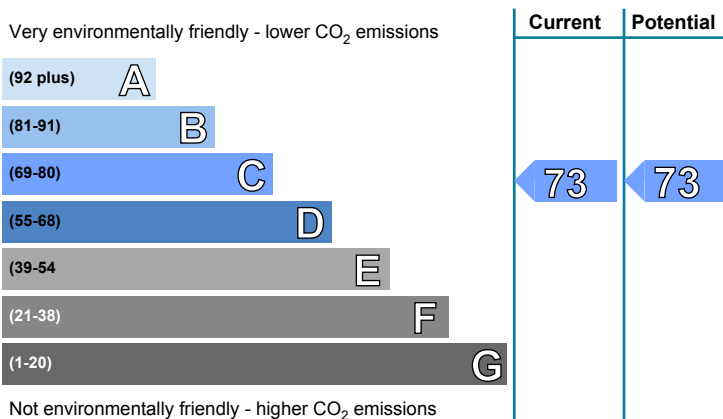 Very environmentally friendly - lower CO2 emissions
Current Potential
(92 plus) A
(81-91) B
(69-80) C
73 73
(55-68) D
(39-54 E
(21-38) F
(1-20) G
Not environmentally friendly - higher CO2 emissions